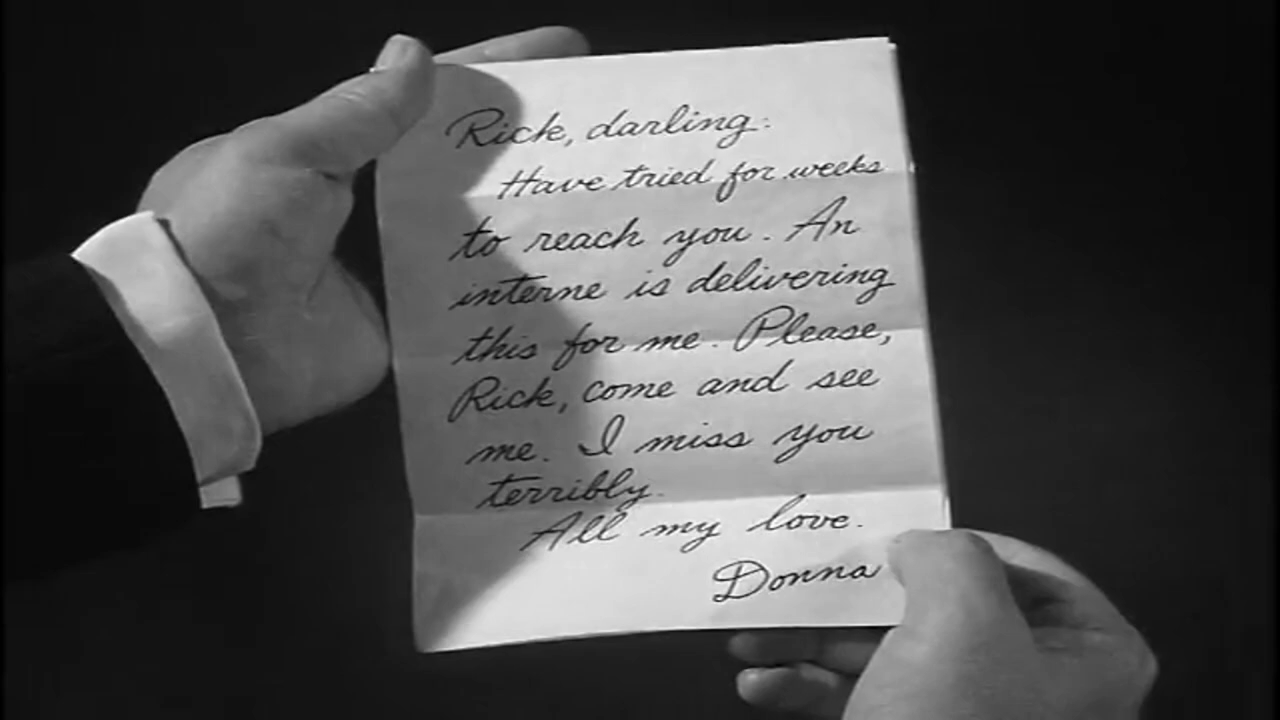 Rick, darling:
Have tried for weeks
to reach you. An
interne is delivering
this for me. Please,
Rick, come and see
me. I miss you
terribly.
All my love.
Donna